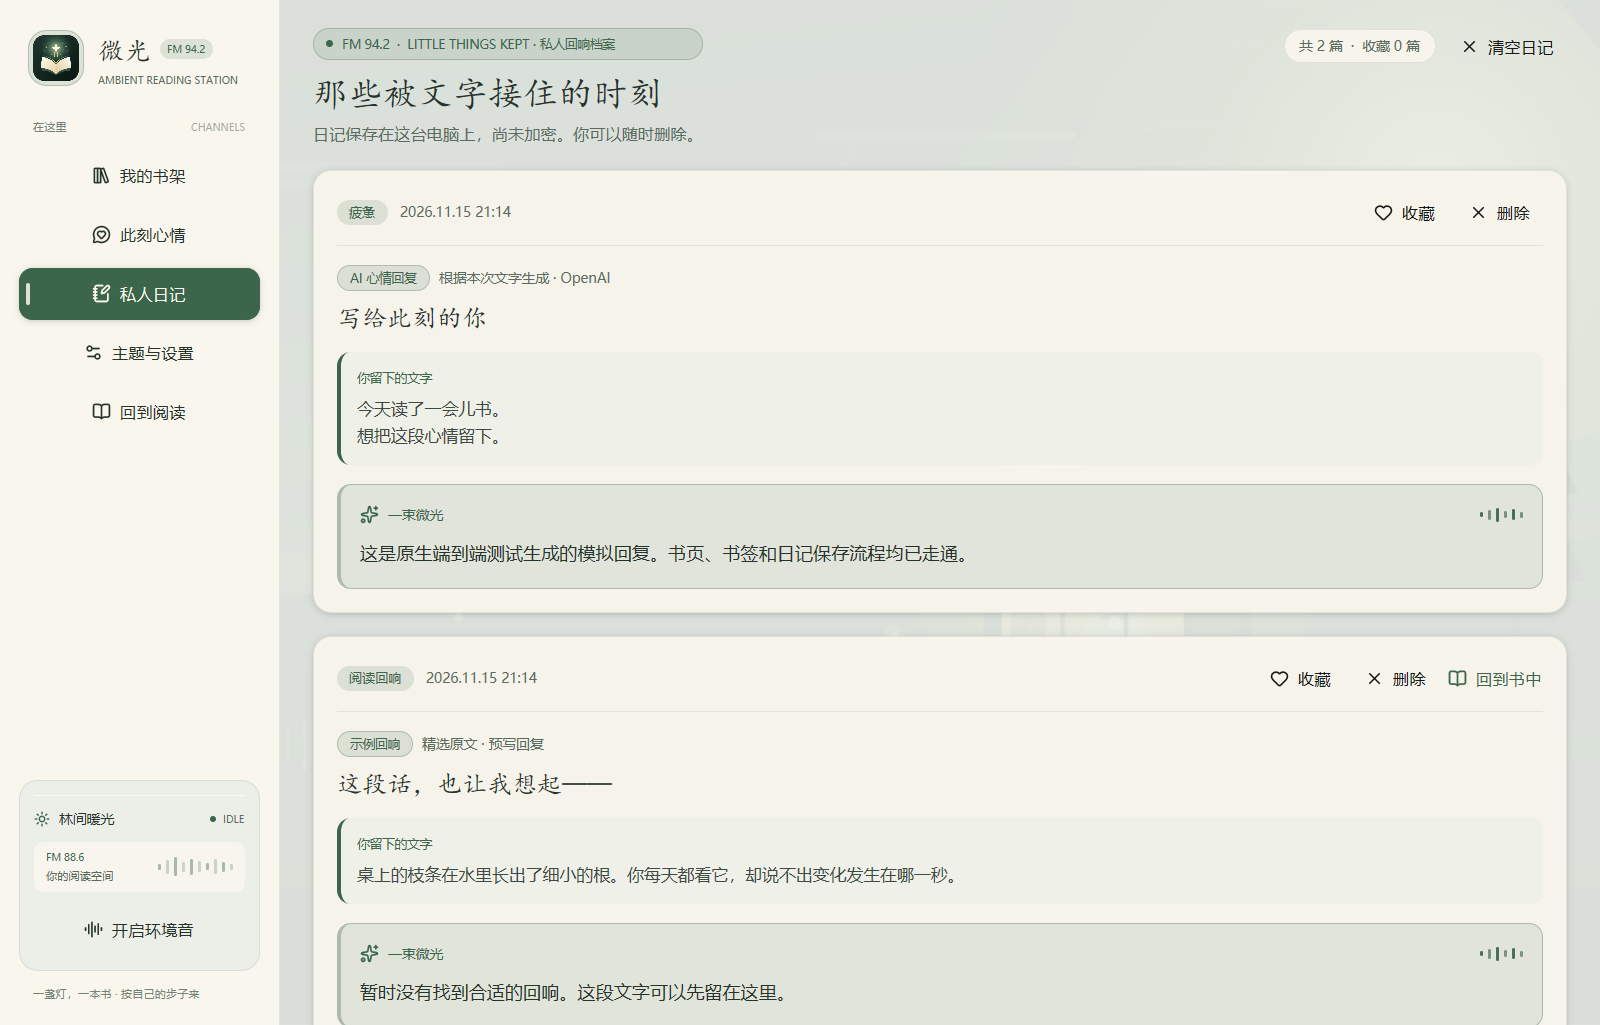 微光 FM 94.2
AMBIENT READING STATION
在这里 CHANNELS
我的书架
此刻心情
私人日记
主题与设置
回到阅读
林间暖光 IDLE
FM 88.6
你的阅读空间
开启环境音
一盏灯，一本书 · 按自己的步子来
FM 94.2 · LITTLE THINGS KEPT · 私人回响档案
共 2 篇 · 收藏 0 篇
清空日记
那些被文字接住的时刻
日记保存在这台电脑上，尚未加密。你可以随时删除。
疲惫 2026.11.15 21:14
收藏 删除
AI 心情回复 根据本次文字生成 · OpenAI
写给此刻的你
你留下的文字
今天读了一会儿书。
想把这段心情留下。
一束微光
这是原生端到端测试生成的模拟回复。书页、书签和日记保存流程均已走通。
阅读回响 2026.11.15 21:14
收藏 删除 回到书中
示例回响 精选原文 · 预写回复
这段话，也让我想起——
你留下的文字
桌上的枝条在水里长出了细小的根。你每天都看它，却说不出变化发生在哪一秒。
一束微光
暂时没有找到合适的回响。这段文字可以先留在这里。